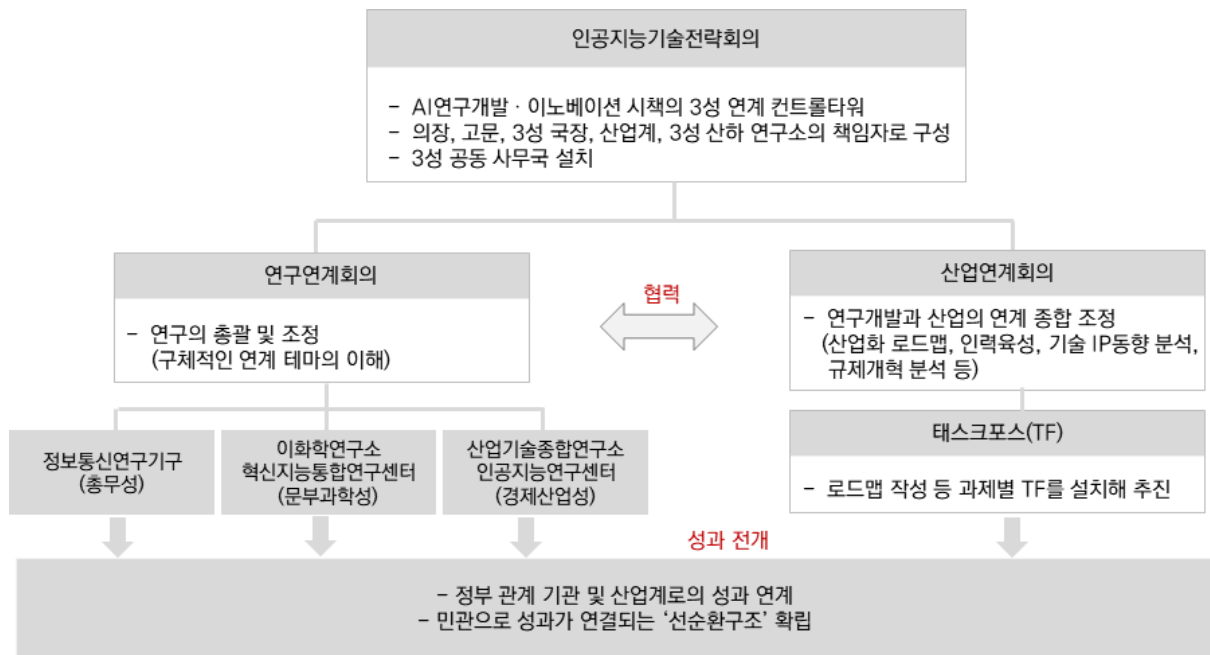 인공지능기술전략회의
- AI연구개발 · 이노베이션 시책의 3성 연계 컨트롤타워
- 의장, 고문, 3성 국장, 산업계, 3성 산하 연구소의 책임자로 구성
- 3성 공동 사무국 설치
연구연계회의
- 연구의 총괄 및 조정
(구체적인 연계 테마의 이해)
협력
산업연계회의
- 연구개발과 산업의 연계 종합 조정
(산업화 로드맵, 인력육성, 기술 IP동향 분석,
규제개혁 분석 등)
정보통신연구기구
(총무성)
이화학연구소
혁신지능통합연구센터
(문부과학성)
산업기술종합연구소
인공지능연구센터
(경제산업성)
태스크포스(TF)
- 로드맵 작성 등 과제별 TF를 설치해 추진
성과 전개
- 정부 관계 기관 및 산업계로의 성과 연계
- 민관으로 성과가 연결되는 ‘선순환구조’ 확립